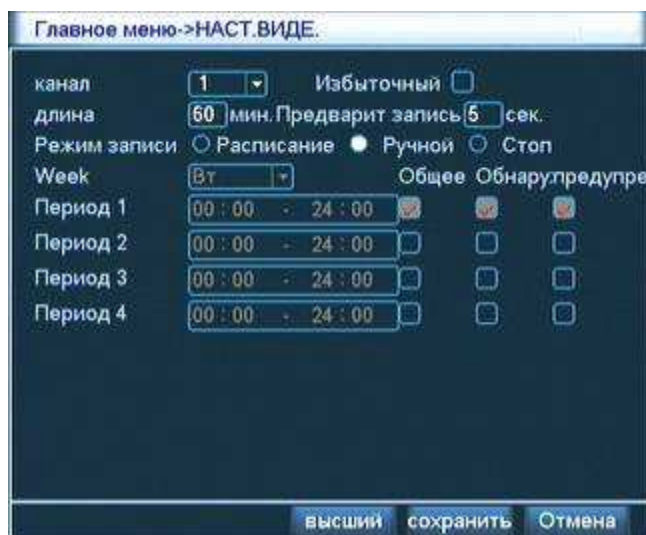 Главное меню->НАСТ.ВИДЕ.
канал 1 Избыточный
длина 60 мин. Предварит запись 5 сек.
Режим записи Расписание Ручной Стоп
Week Вт Общее Обнару:предупре
Период 1 00 : 00 - 24 : 00
Период 2 00 : 00 - 24 : 00
Период 3 00 : 00 - 24 : 00
Период 4 00 : 00 - 24 : 00
высший сохранить Отмена